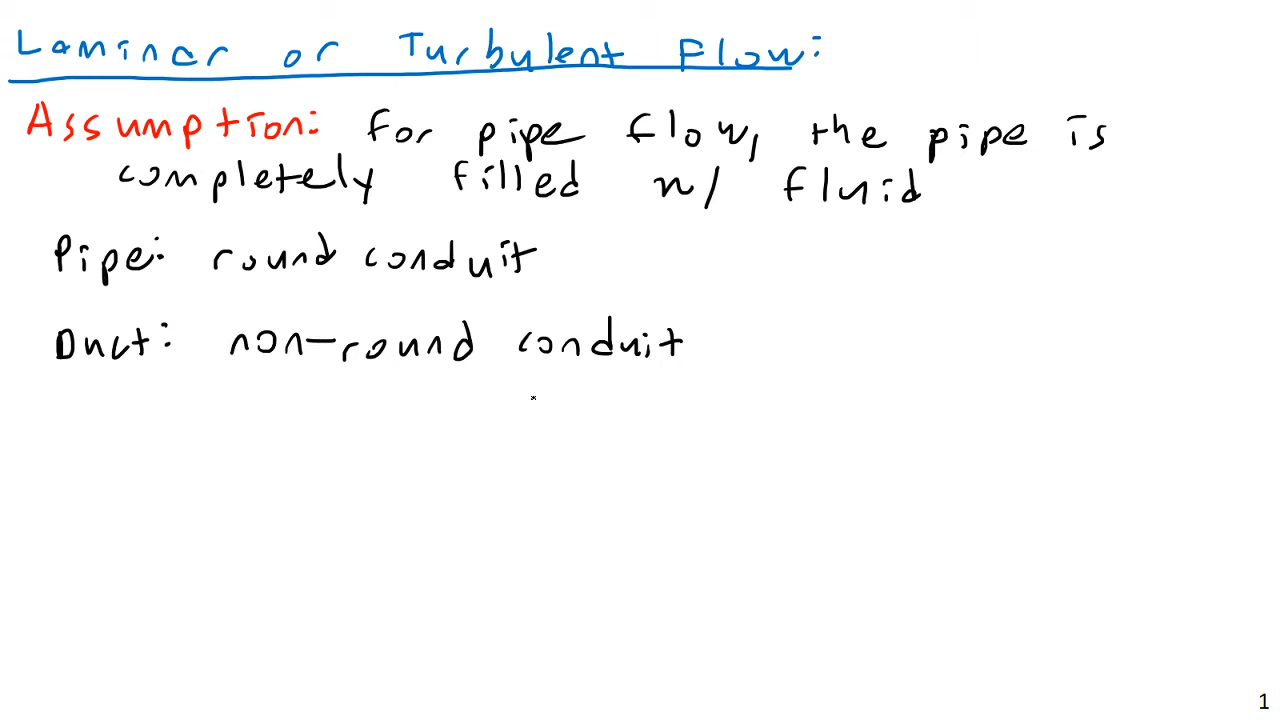 Laminar or Turbulent Flow:
Assumption: For pipe flow, the pipe is
completely filled w/ fluid
Pipe: round conduit
Duct: non-round conduit
1